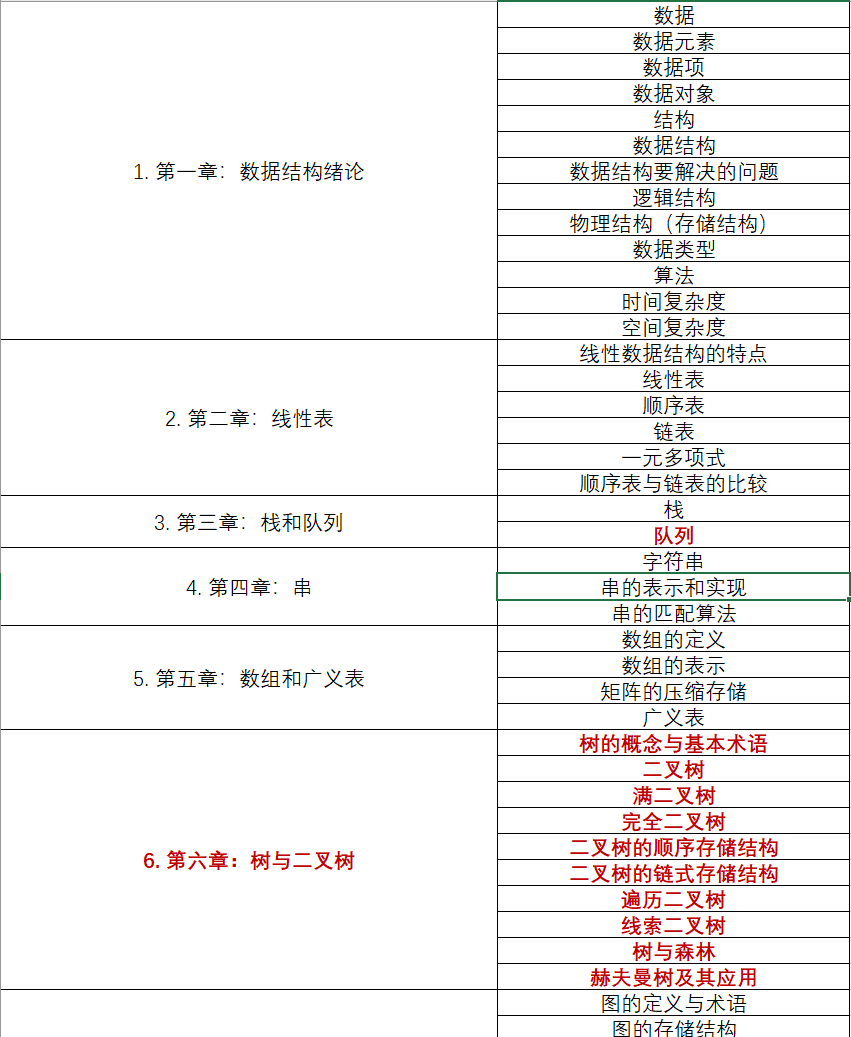 1. 第一章：数据结构绪论
数据
数据元素
数据项
数据对象
结构
数据结构
数据结构要解决的问题
逻辑结构
物理结构（存储结构）
数据类型
算法
时间复杂度
空间复杂度
2. 第二章：线性表
线性数据结构的特点
线性表
顺序表
链表
一元多项式
顺序表与链表的比较
3. 第三章：栈和队列
栈
队列
4. 第四章：串
字符串
串的表示和实现
串的匹配算法
5. 第五章：数组和广义表
数组的定义
数组的表示
矩阵的压缩存储
广义表
6. 第六章：树与二叉树
树的概念与基本术语
二叉树
满二叉树
完全二叉树
二叉树的顺序存储结构
二叉树的链式存储结构
遍历二叉树
线索二叉树
树与森林
赫夫曼树及其应用
图的定义与术语
图的存储结构